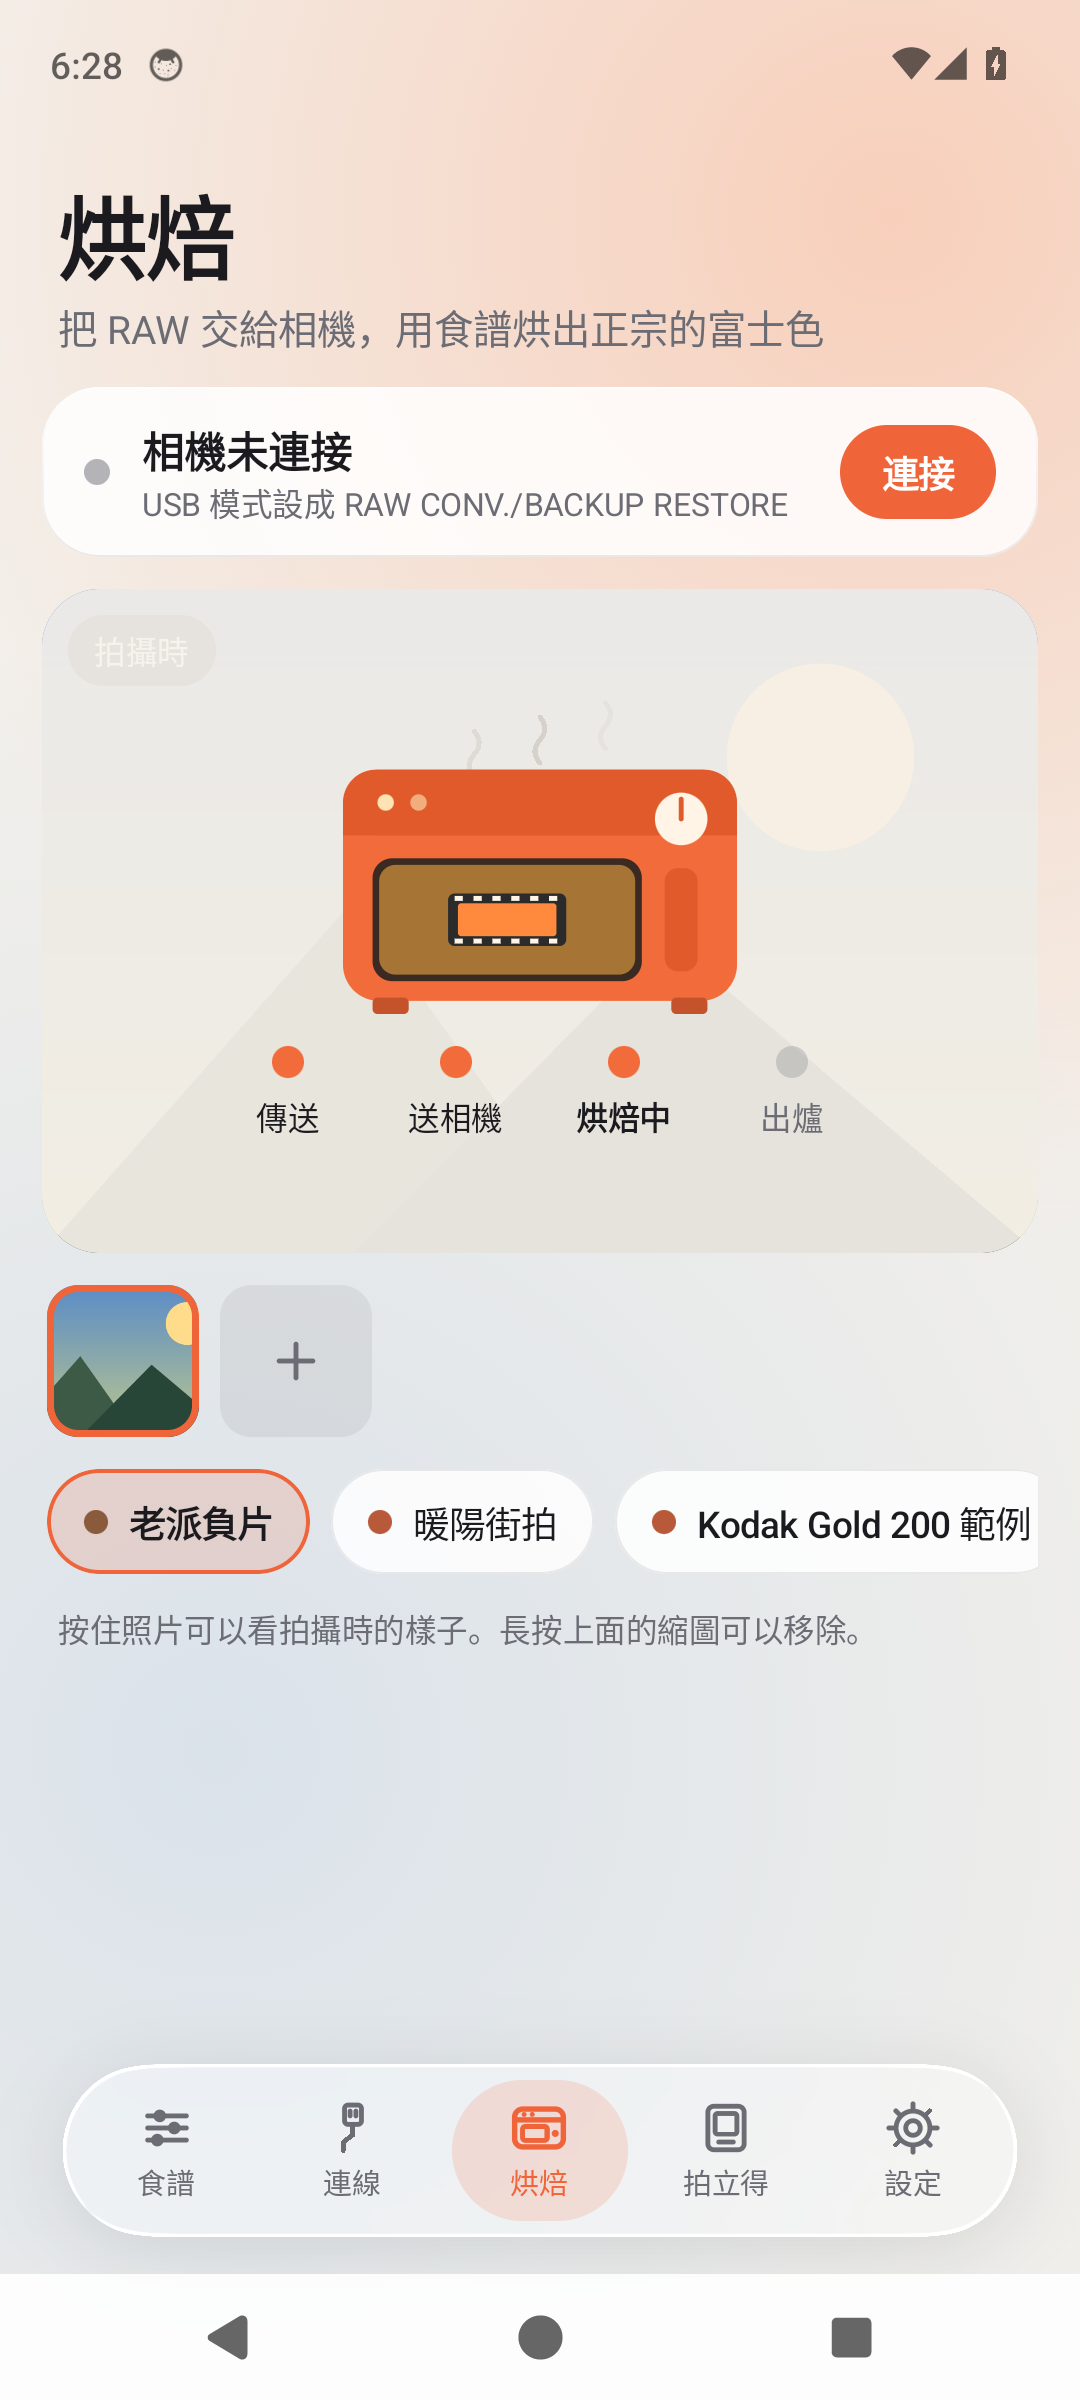 6:28
烘焙
把 RAW 交給相機，用食譜烘出正宗的富士色
相機未連接
USB 模式設成 RAW CONV./BACKUP RESTORE
連接
拍攝時
傳送
送相機
烘焙中
出爐
老派負片
暖陽街拍
Kodak Gold 200 範例
按住照片可以看拍攝時的樣子。長按上面的縮圖可以移除。
食譜
連線
烘焙
拍立得
設定